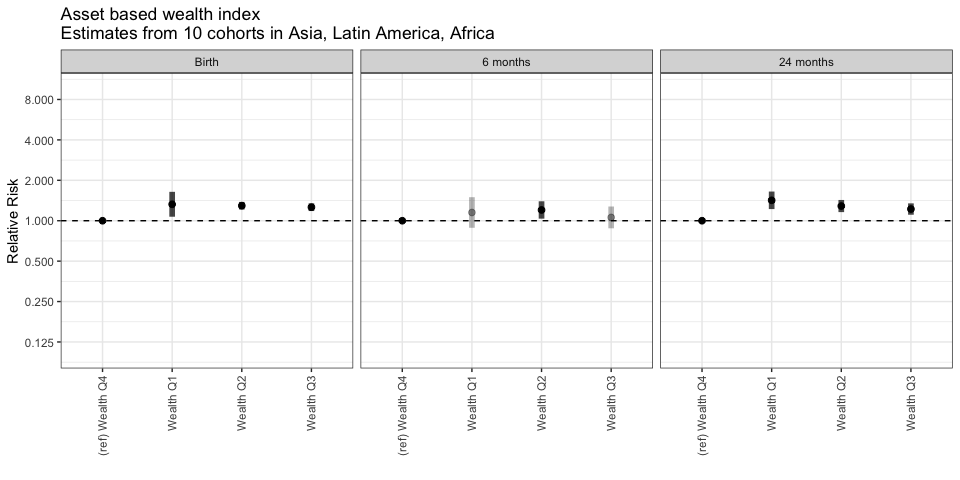 Asset based wealth index
Estimates from 10 cohorts in Asia, Latin America, Africa
Birth
6 months
24 months
Relative Risk
8.000
4.000
2.000
1.000
0.500
0.250
0.125
(ref) Wealth Q4
Wealth Q1
Wealth Q2
Wealth Q3
(ref) Wealth Q4
Wealth Q1
Wealth Q2
Wealth Q3
(ref) Wealth Q4
Wealth Q1
Wealth Q2
Wealth Q3